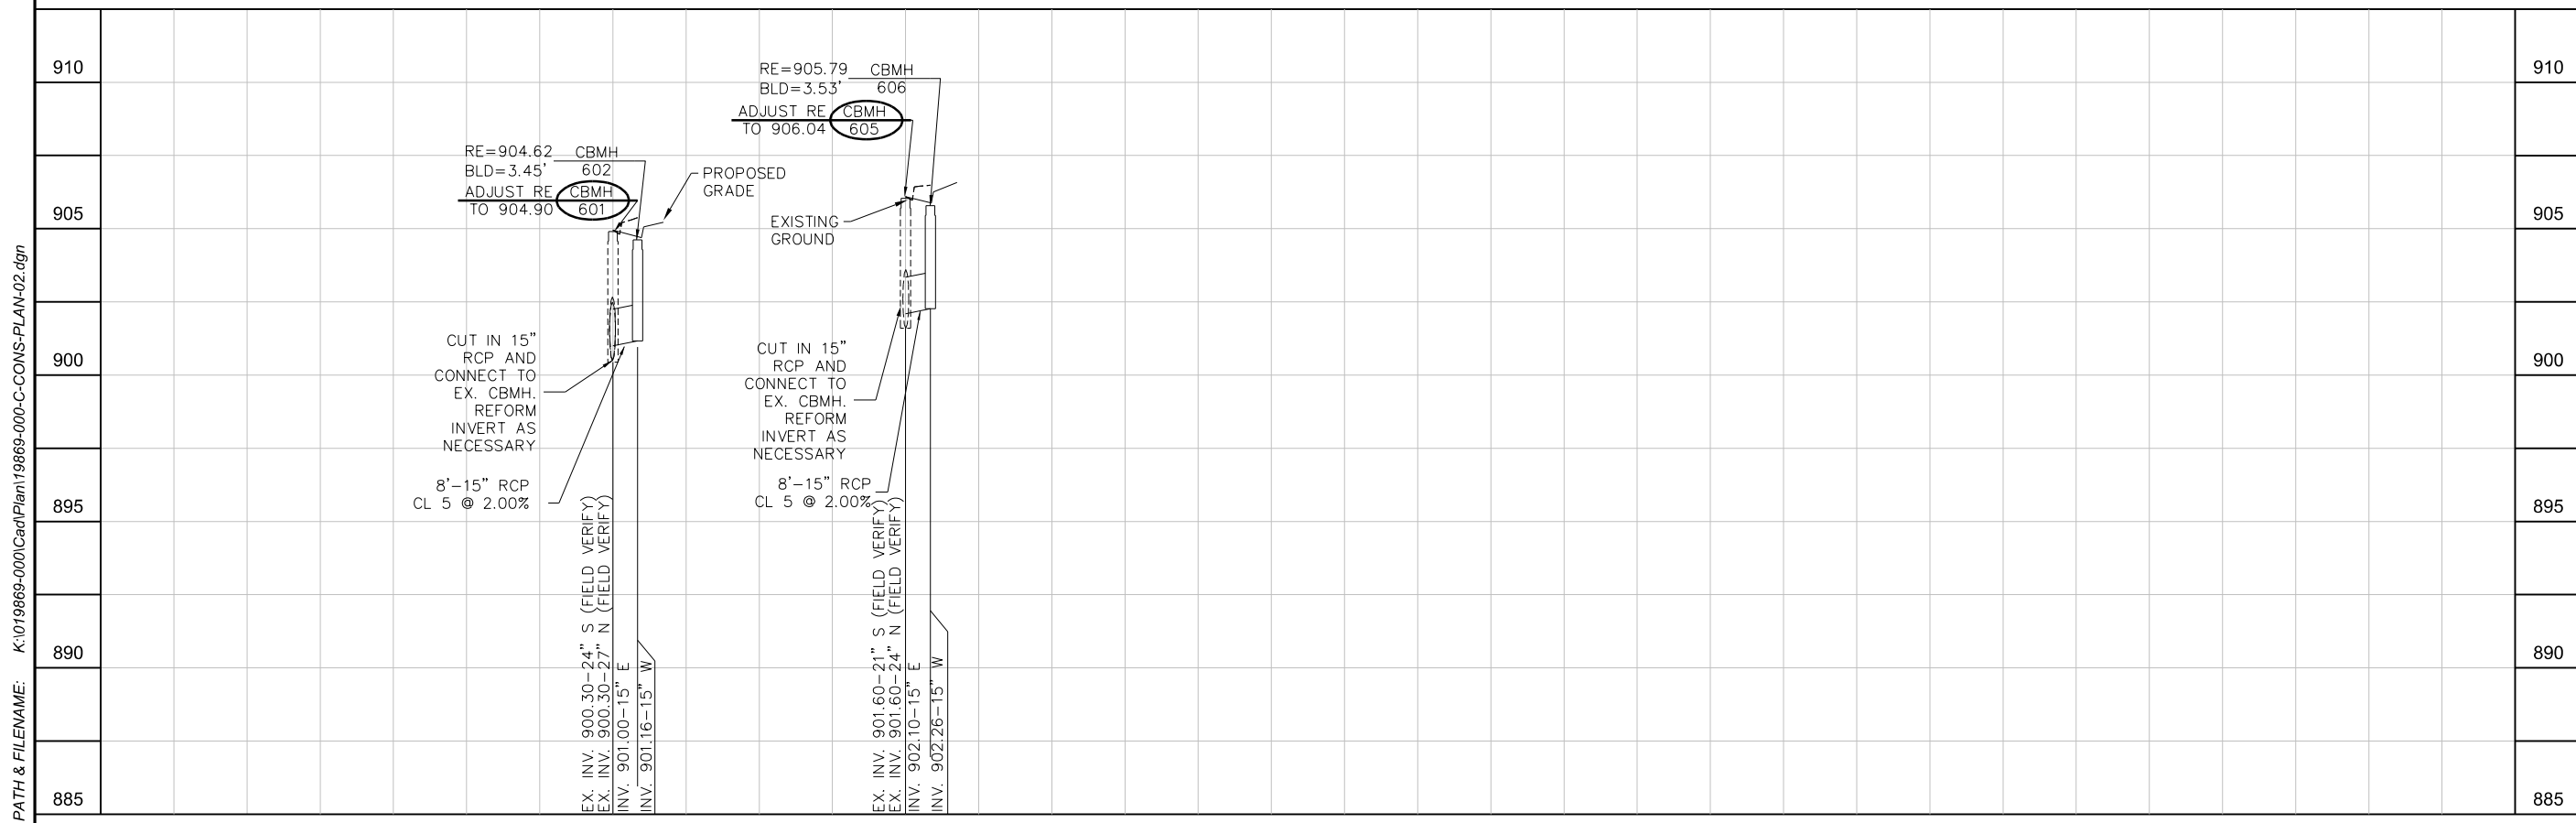 910
905
900
895
890
885
RE=904.62 CBMH
BLD=3.45' 602
ADJUST RE CBMH
TO 904.90 601
PROPOSED
GRADE
CUT IN 15"
RCP AND
CONNECT TO
EX. CBMH.
REFORM
INVERT AS
NECESSARY
8'-15" RCP
CL 5 @ 2.00%
EX. INV. 900.30-24" S (FIELD VERIFY)
EX. INV. 900.30-27" N (FIELD VERIFY)
INV. 901.00-15" E
INV. 901.16-15" W
RE=905.79 CBMH
BLD=3.53' 606
ADJUST RE CBMH
TO 906.04 605
EXISTING
GROUND
CUT IN 15"
RCP AND
CONNECT TO
EX. CBMH.
REFORM
INVERT AS
NECESSARY
8'-15" RCP
CL 5 @ 2.00%
EX. INV. 901.60-21" S (FIELD VERIFY)
EX. INV. 901.60-24" N (FIELD VERIFY)
INV. 902.10-15" E
INV. 902.26-15" W
910
905
900
895
890
885
PATH & FILENAME: K:\019869-000\Cad\Plan\19869-000-C-CONS-PLAN-02.dgn